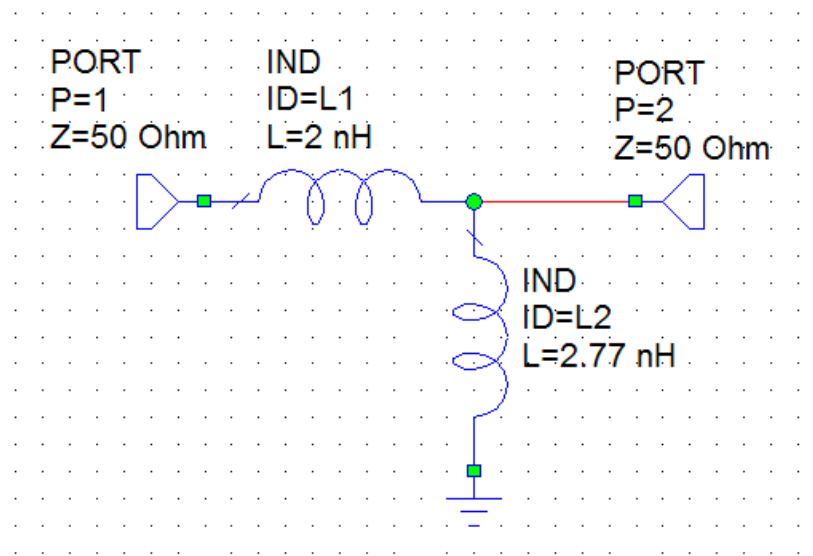 PORT
P=1
Z=50 Ohm
IND
ID=L1
L=2 nH
PORT
P=2
Z=50 Ohm
IND
ID=L2
L=2.77 nH